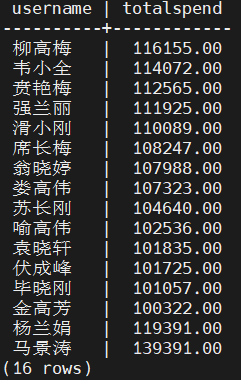 username | totalspend
----------+------------
柳高梅 | 116155.00
韦小全 | 114072.00
贲艳梅 | 112565.00
强兰丽 | 111925.00
滑小刚 | 110089.00
席长梅 | 108247.00
翁晓婷 | 107988.00
娄高伟 | 107323.00
苏长刚 | 104640.00
喻高伟 | 102536.00
袁晓轩 | 101835.00
伏成峰 | 101725.00
毕晓刚 | 101057.00
金高芳 | 100322.00
杨兰娟 | 119391.00
马景涛 | 139391.00
(16 rows)